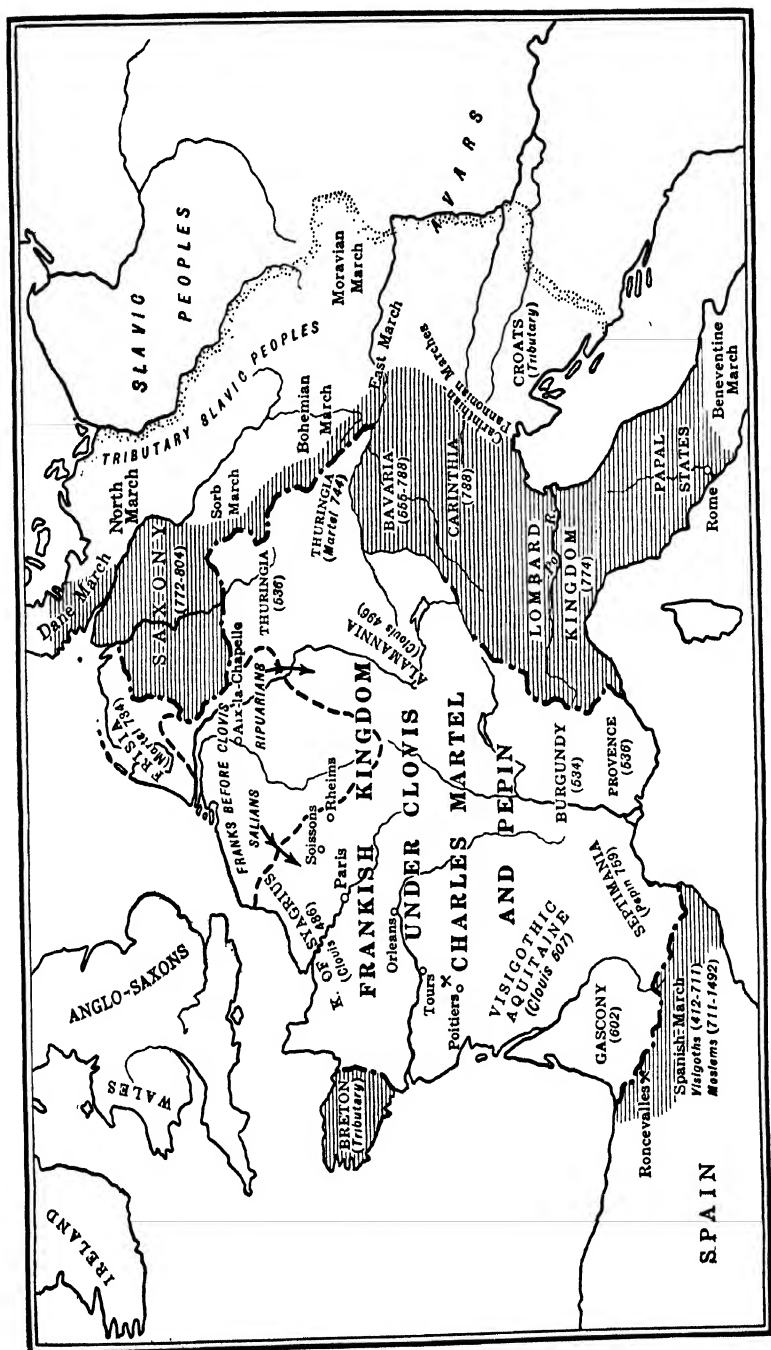 IRELAND
WALES
ANGLO-SAXONS
SLAVIC
PEOPLES
TRIBUTARY SLAVIC PEOPLES
AVARS
Dane March
North
March
SAXONY
(772-804)
Sorb
March
Bohemian
March
Moravian
March
East March
FRISIA
(Martel 734)
FRANKS BEFORE CLOVIS
SALIANS
Aix-la-Chapelle
RIPUARIANS
THURINGIA
(536)
THURINGIA
(Martel 744)
BAVARIA
(555-788)
CARINTHIA
(788)
Carinthian Marches
Pannonian Marches
CROATS
(Tributary)
Soissons
Rheims
K. OF SYAGRIUS
(Clovis 486)
Paris
ALAMANNIA
(Clovis 496)
BRETON
(Tributary)
Orleans
FRANKISH KINGDOM
UNDER CLOVIS
CHARLES MARTEL
AND PEPIN
Tours
Poitiers
VISIGOTHIC
AQUITAINE
(Clovis 507)
BURGUNDY
(534)
PROVENCE
(536)
LOMBARD
Po R.
KINGDOM
(774)
PAPAL
STATES
Rome
Beneventine
March
GASCONY
(602)
SEPTIMANIA
(Pepin 759)
Roncevalles
Spanish March
Visigoths (412-711)
Moslems (711-1492)
SPAIN